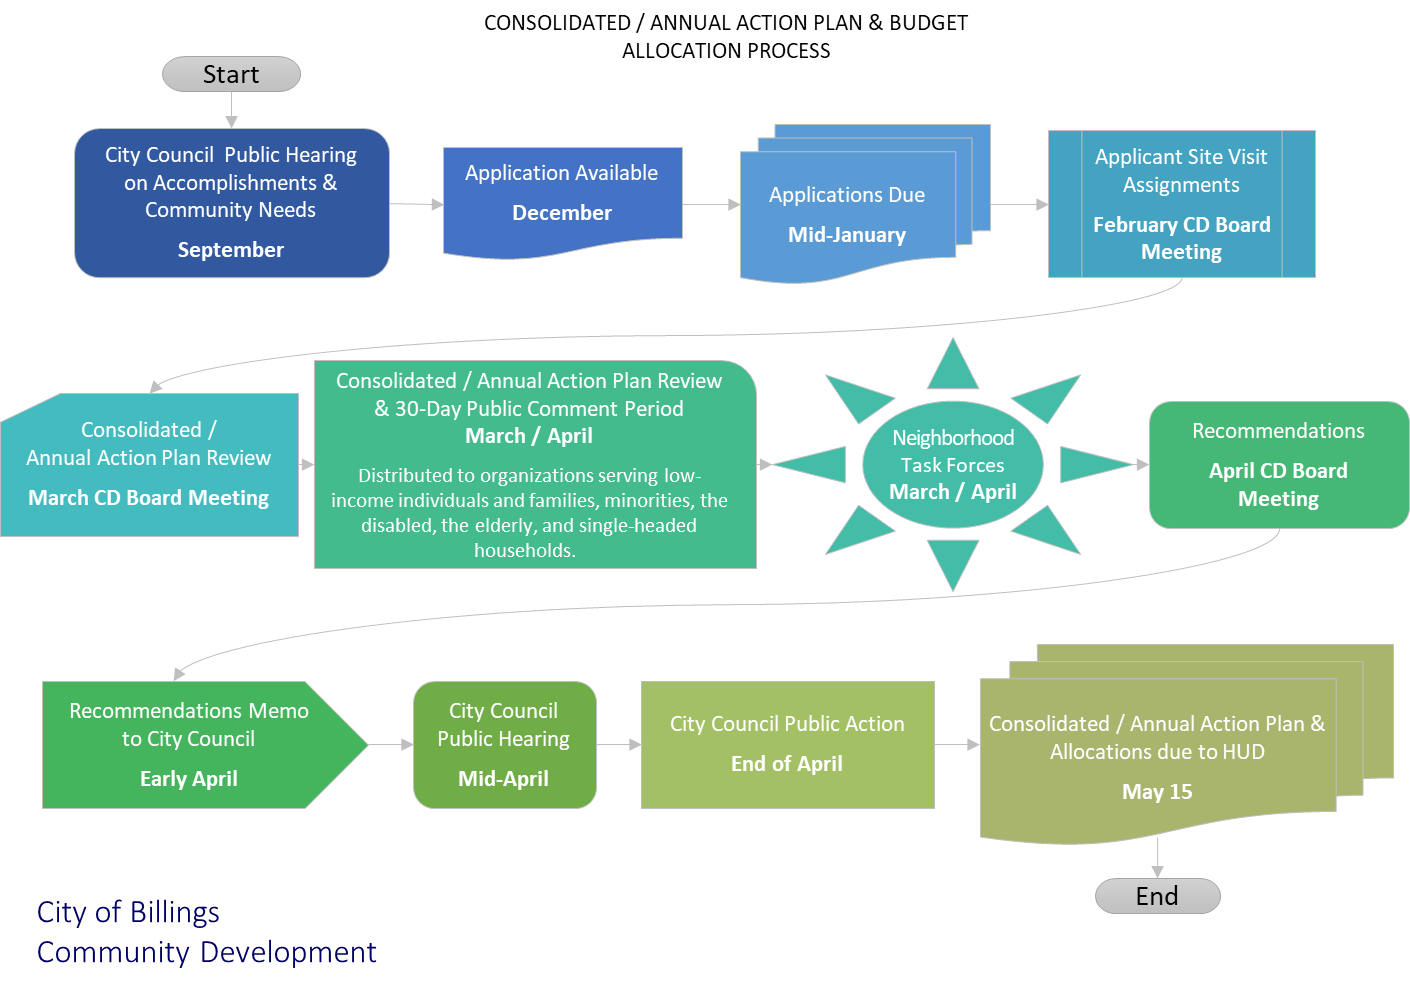 CONSOLIDATED / ANNUAL ACTION PLAN & BUDGET
ALLOCATION PROCESS
Start
City Council Public Hearing
on Accomplishments &
Community Needs
September
Application Available
December
Applications Due
Mid-January
Applicant Site Visit
Assignments
February CD Board
Meeting
Consolidated /
Annual Action Plan Review
March CD Board Meeting
Consolidated / Annual Action Plan Review
& 30-Day Public Comment Period
March / April
Distributed to organizations serving low-
income individuals and families, minorities, the
disabled, the elderly, and single-headed
households.
Neighborhood
Task Forces
March / April
Recommendations
April CD Board
Meeting
Recommendations Memo
to City Council
Early April
City Council
Public Hearing
Mid-April
City Council Public Action
End of April
Consolidated / Annual Action Plan &
Allocations due to HUD
May 15
End
City of Billings
Community Development